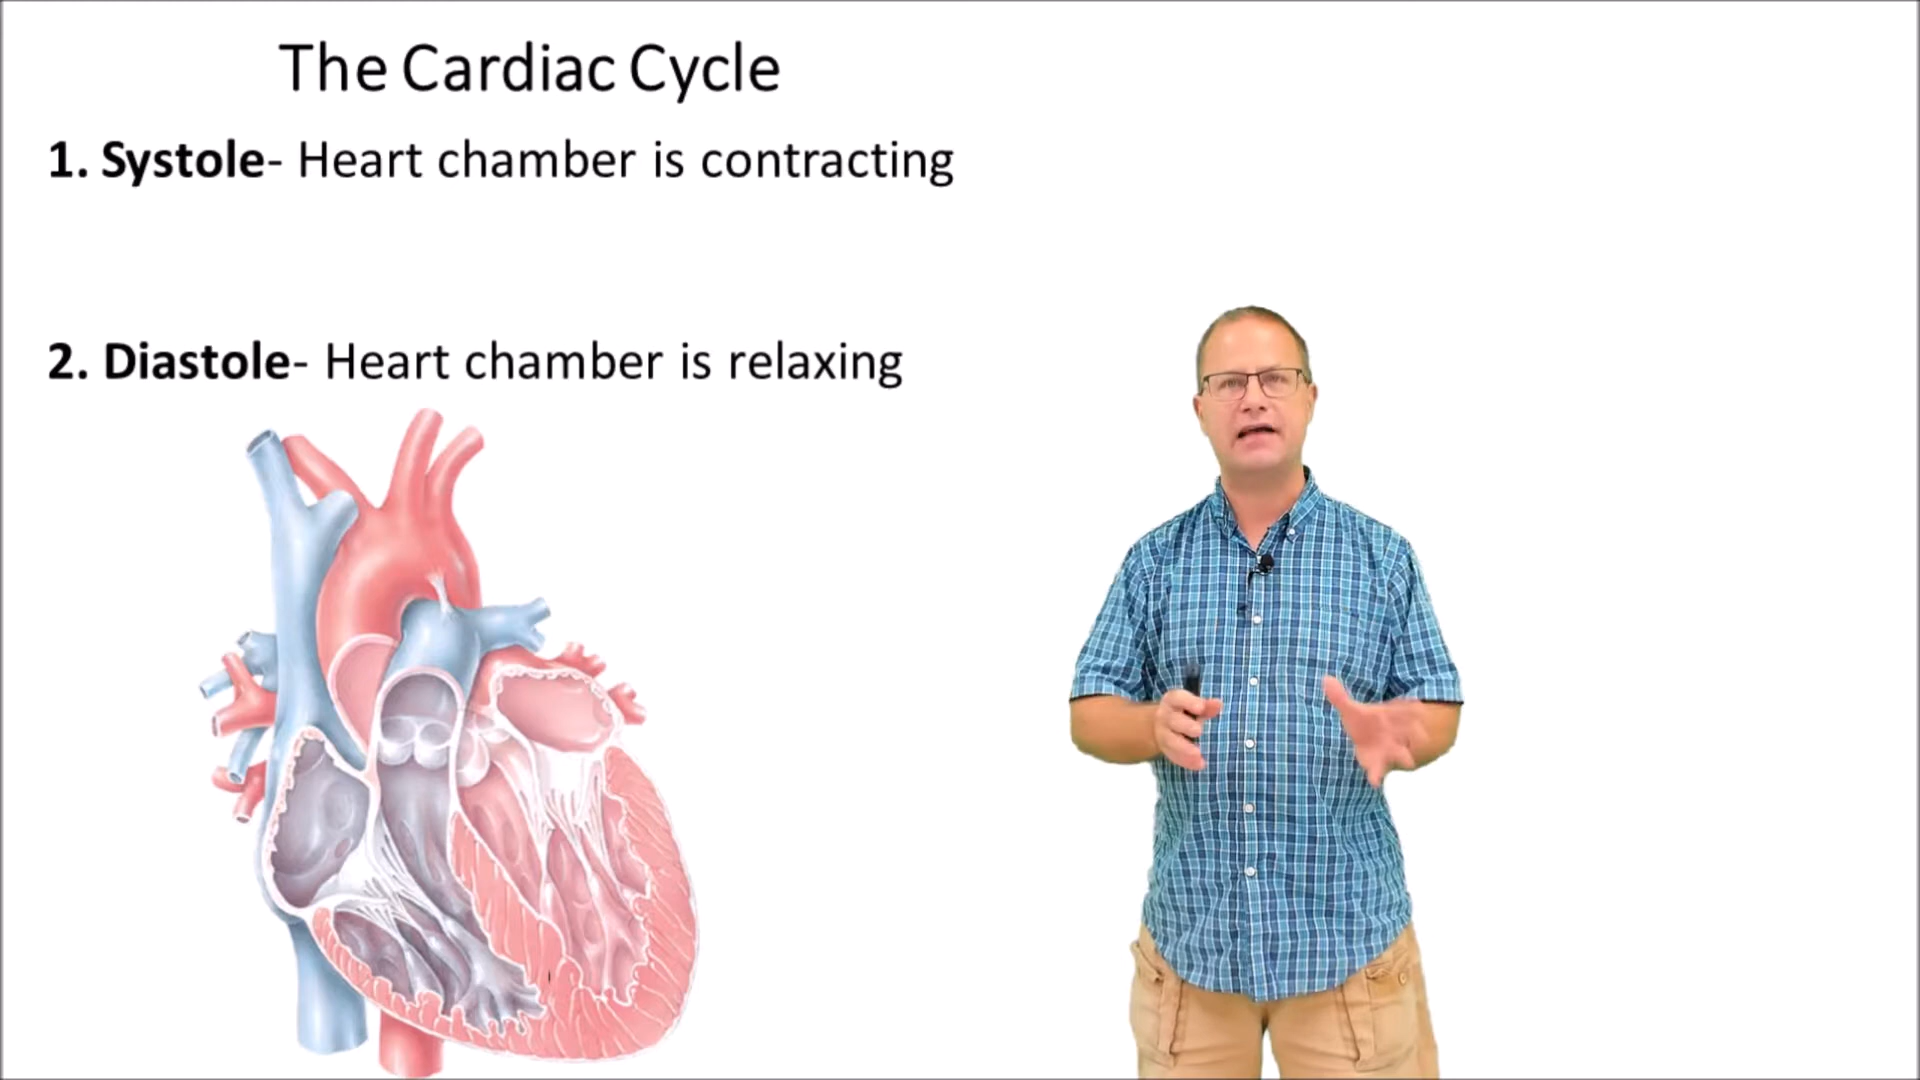 The Cardiac Cycle
1. Systole- Heart chamber is contracting
2. Diastole- Heart chamber is relaxing